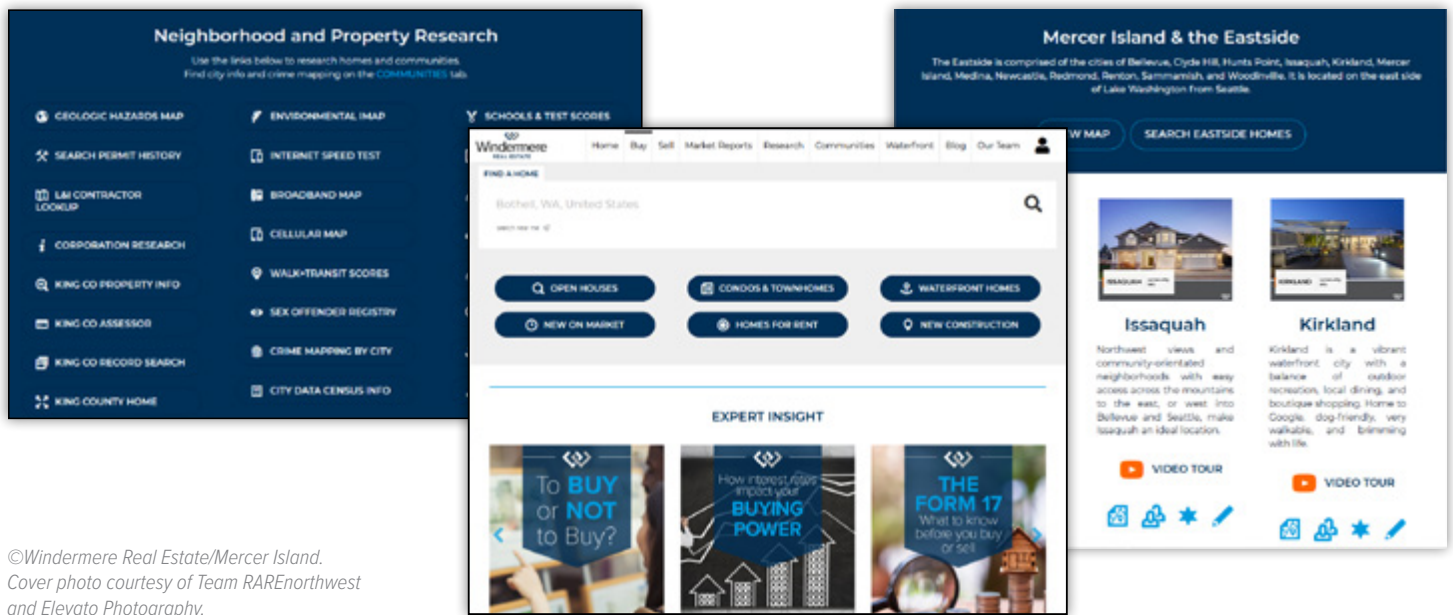 Neighborhood and Property Research
Use the links below to research homes and communities.
Find city info and crime mapping on the COMMUNITIES tab.
GEOLOGIC HAZARDS MAP
SEARCH PERMIT HISTORY
L&I CONTRACTOR
LOOKUP
CORPORATION RESEARCH
KING CO PROPERTY INFO
KING CO ASSESSOR
KING CO RECORD SEARCH
KING COUNTY HOME
ENVIRONMENTAL IMAP
INTERNET SPEED TEST
BROADBAND MAP
CELLULAR MAP
WALK+TRANSIT SCORES
SEX OFFENDER REGISTRY
CRIME MAPPING BY CITY
CITY DATA CENSUS INFO
SCHOOLS & TEST SCORES
Windermere
REAL ESTATE
Home Buy Sell Market Reports Research Communities Waterfront Blog Our Team
FIND A HOME
Bothell, WA, United States
search near me
OPEN HOUSES
CONDOS & TOWNHOMES
WATERFRONT HOMES
NEW ON MARKET
HOMES FOR RENT
NEW CONSTRUCTION
EXPERT INSIGHT
To BUY
or NOT
to Buy?
How interest rates
impact your
BUYING
POWER
THE
FORM 17
What to know
before you buy
or sell
Mercer Island & the Eastside
The Eastside is comprised of the cities of Bellevue, Clyde Hill, Hunts Point, Issaquah, Kirkland, Mercer
Island, Medina, Newcastle, Redmond, Renton, Sammamish, and Woodinville. It is located on the east side
of Lake Washington from Seattle.
W MAP
SEARCH EASTSIDE HOMES
ISSAQUAH
KIRKLAND
Issaquah
Northwest views and
community-orientated
neighborhoods with easy
access across the mountains
to the east, or west into
Bellevue and Seattle, make
Issaquah an ideal location.
VIDEO TOUR
Kirkland
Kirkland is a vibrant
waterfront city with a
balance of outdoor
recreation, local dining, and
boutique shopping. Home to
Google, dog-friendly, very
walkable, and brimming
with life.
VIDEO TOUR
©Windermere Real Estate/Mercer Island.
Cover photo courtesy of Team RAREnorthwest
and Elevato Photography.